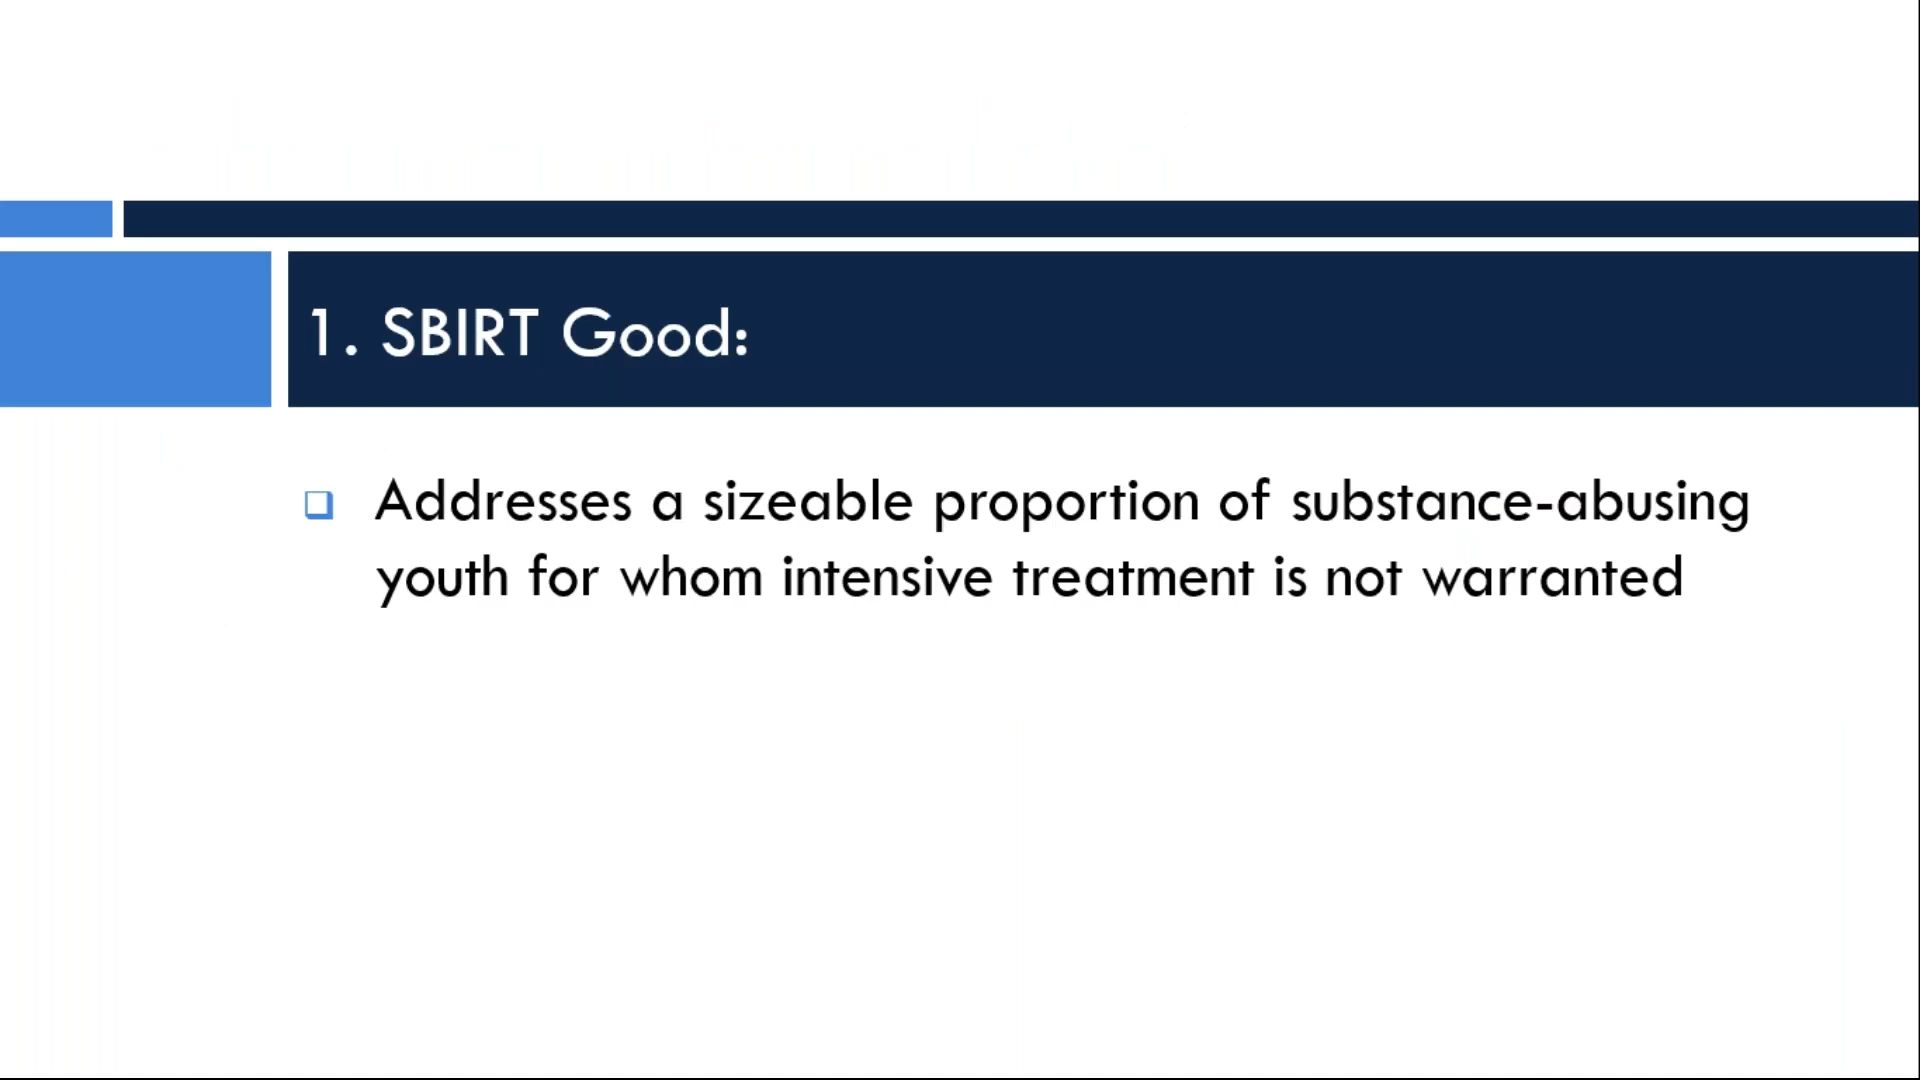 1. SBIRT Good:
Addresses a sizeable proportion of substance-abusing
youth for whom intensive treatment is not warranted